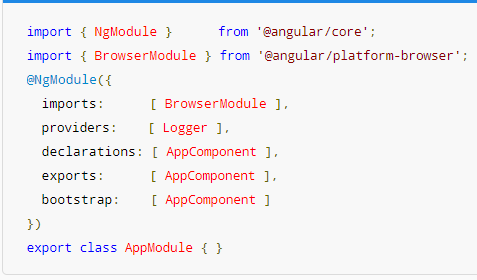 import { NgModule }      from '@angular/core';
import { BrowserModule } from '@angular/platform-browser';
@NgModule({
  imports:      [ BrowserModule ],
  providers:    [ Logger ],
  declarations: [ AppComponent ],
  exports:      [ AppComponent ],
  bootstrap:    [ AppComponent ]
})
export class AppModule { }